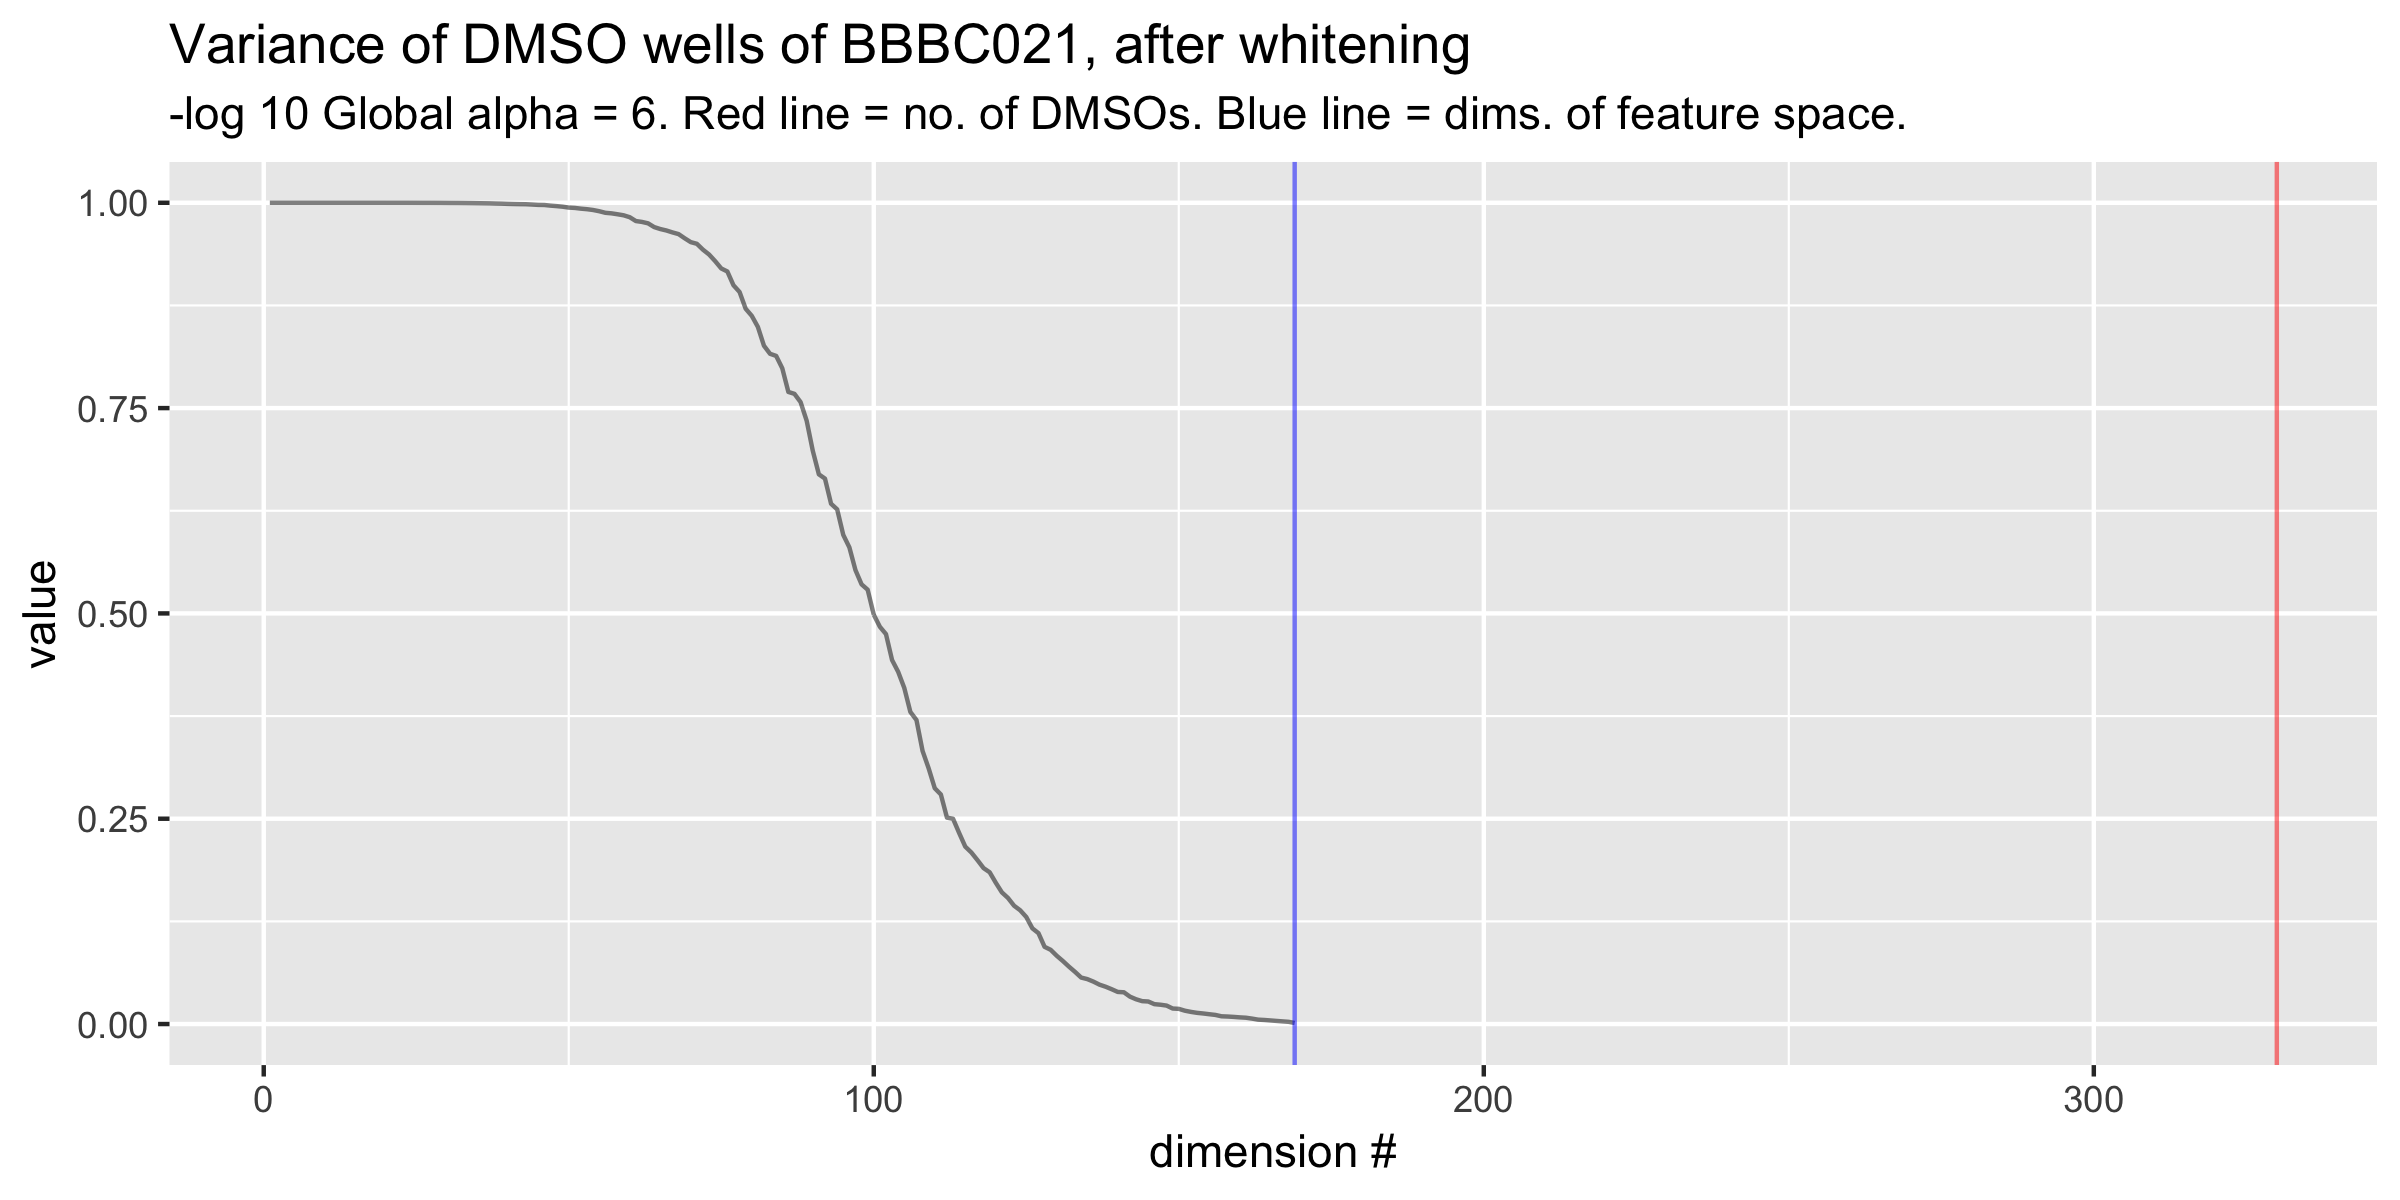 Variance of DMSO wells of BBBC021, after whitening
-log 10 Global alpha = 6. Red line = no. of DMSOs. Blue line = dims. of feature space.
1.00
0.75
0.50
0.25
0.00
value
0 100 200 300
dimension #